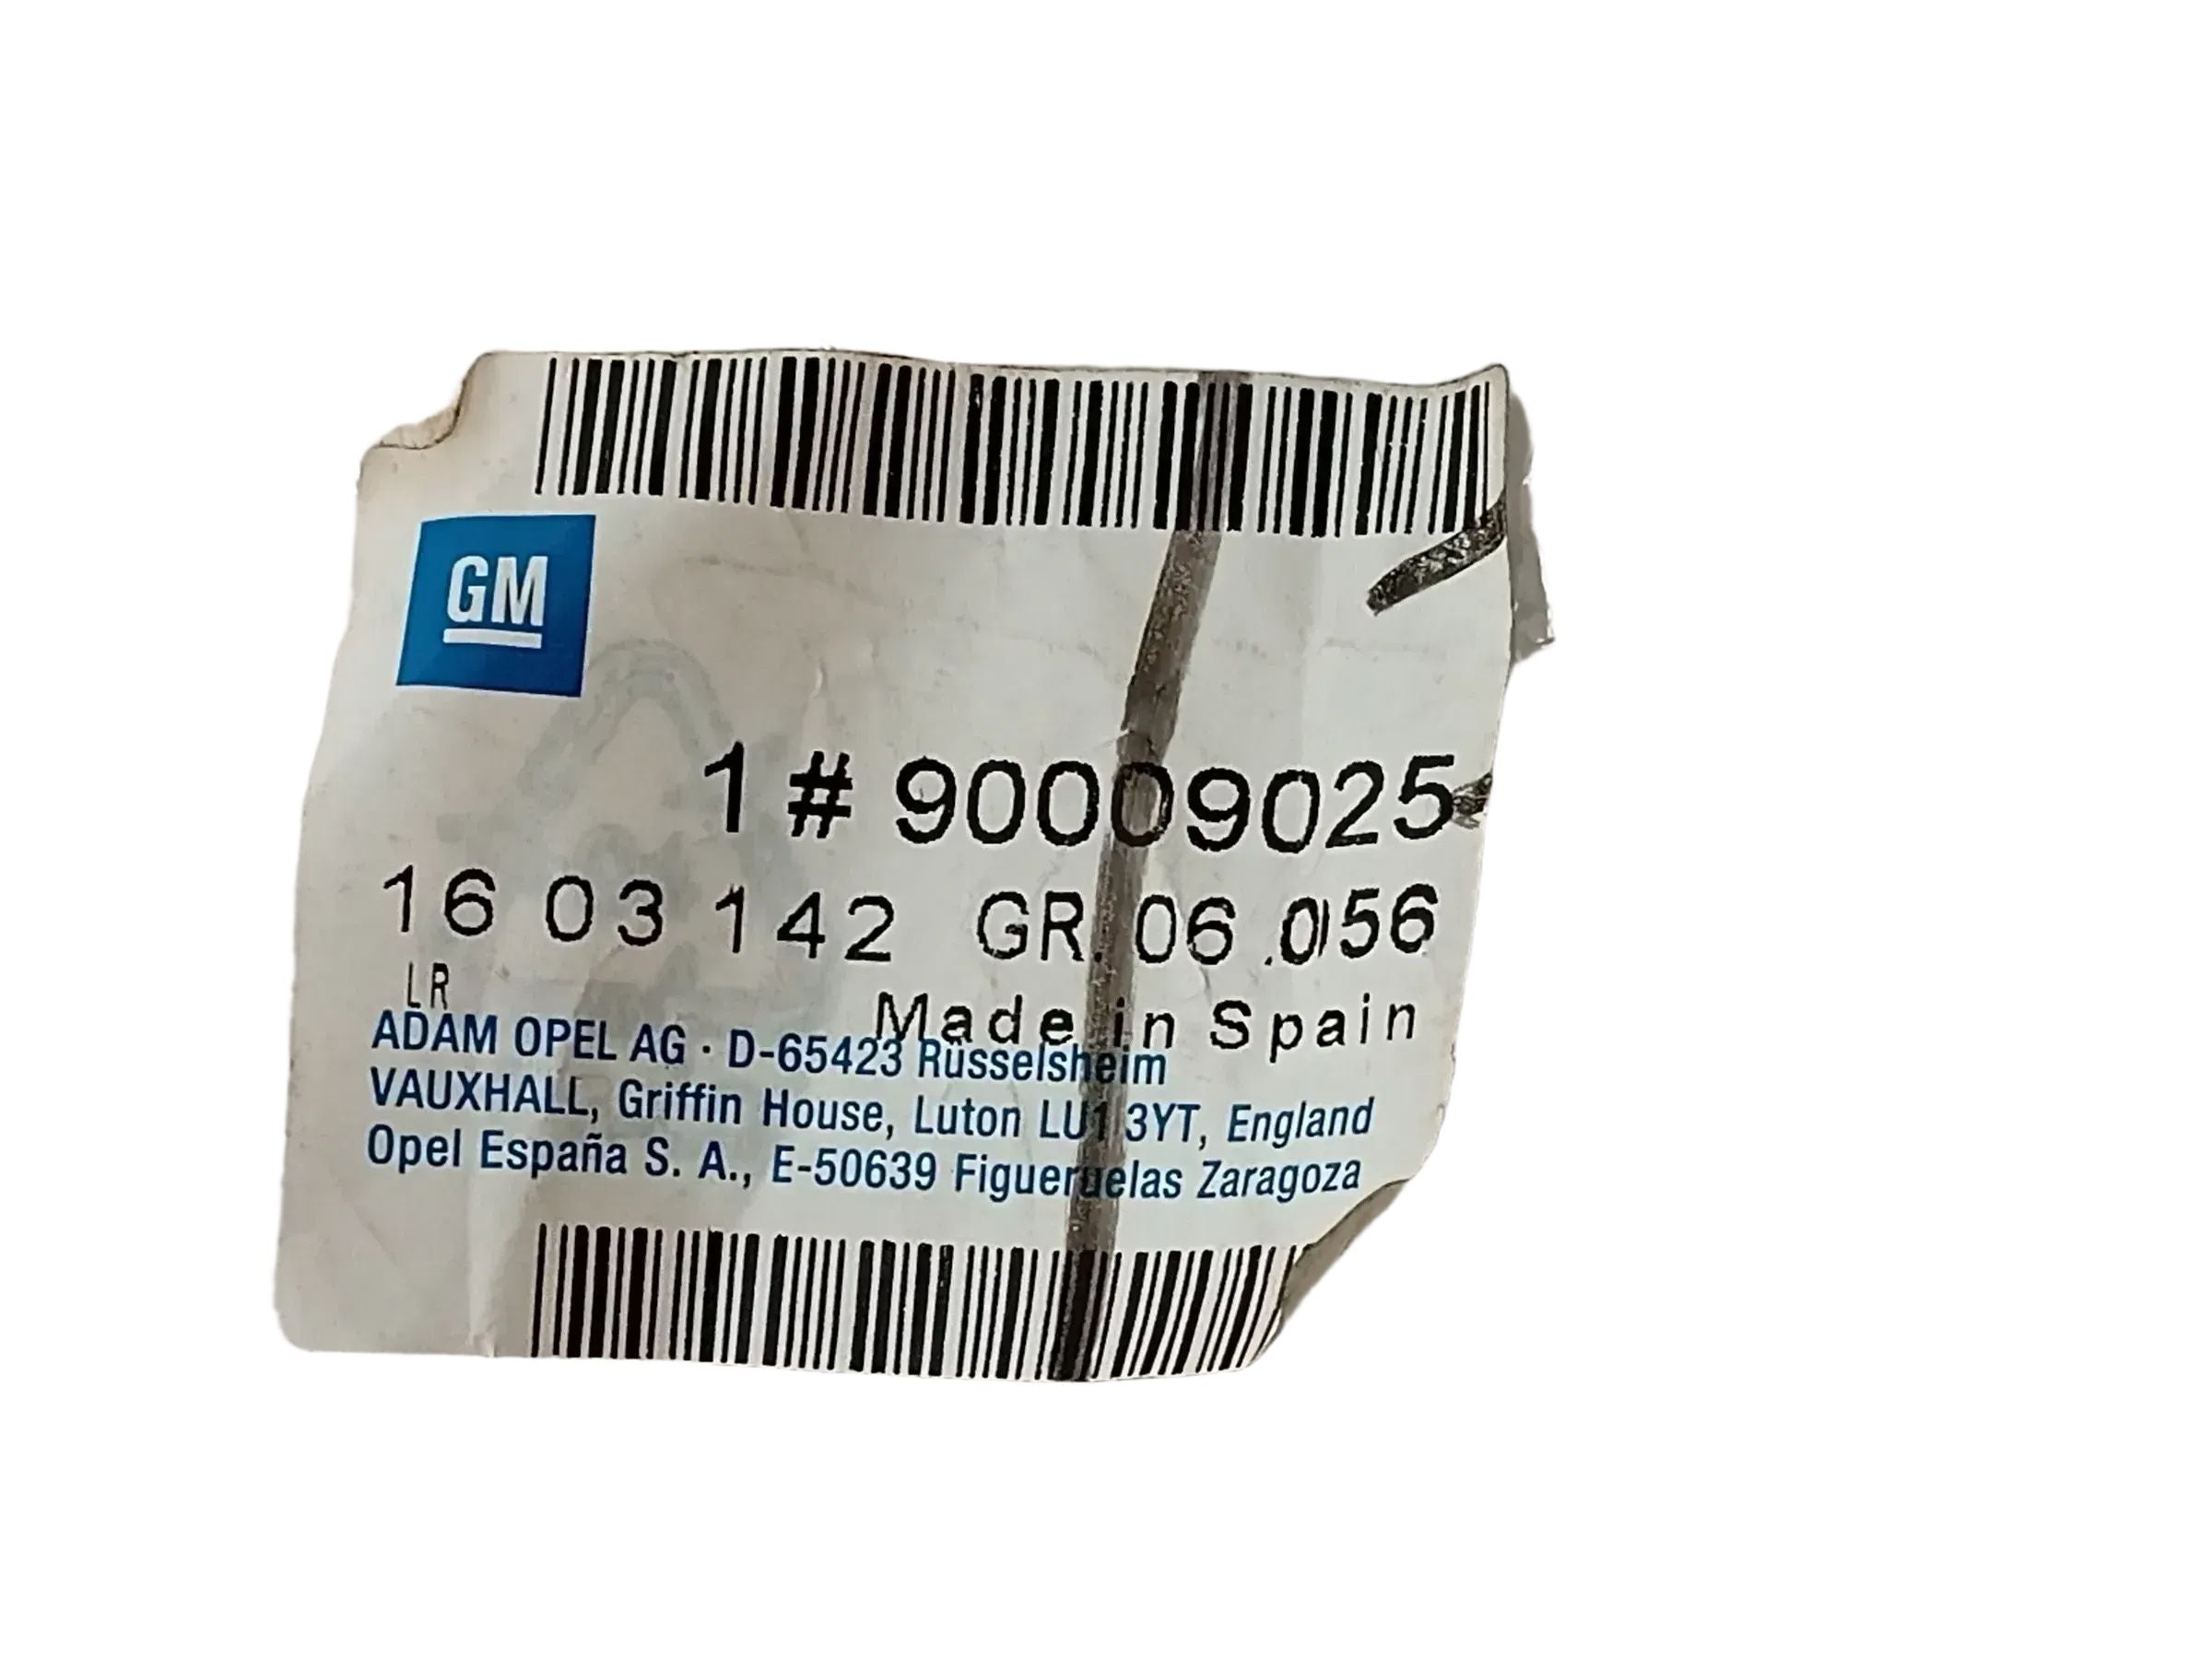 GM
1 # 90009025
16 03 142 GR. 06.056
LR
Made in Spain
ADAM OPEL AG · D-65423 Rüsselsheim
VAUXHALL, Griffin House, Luton LU1 3YT, England
Opel España S. A., E-50639 Figueruelas Zaragoza